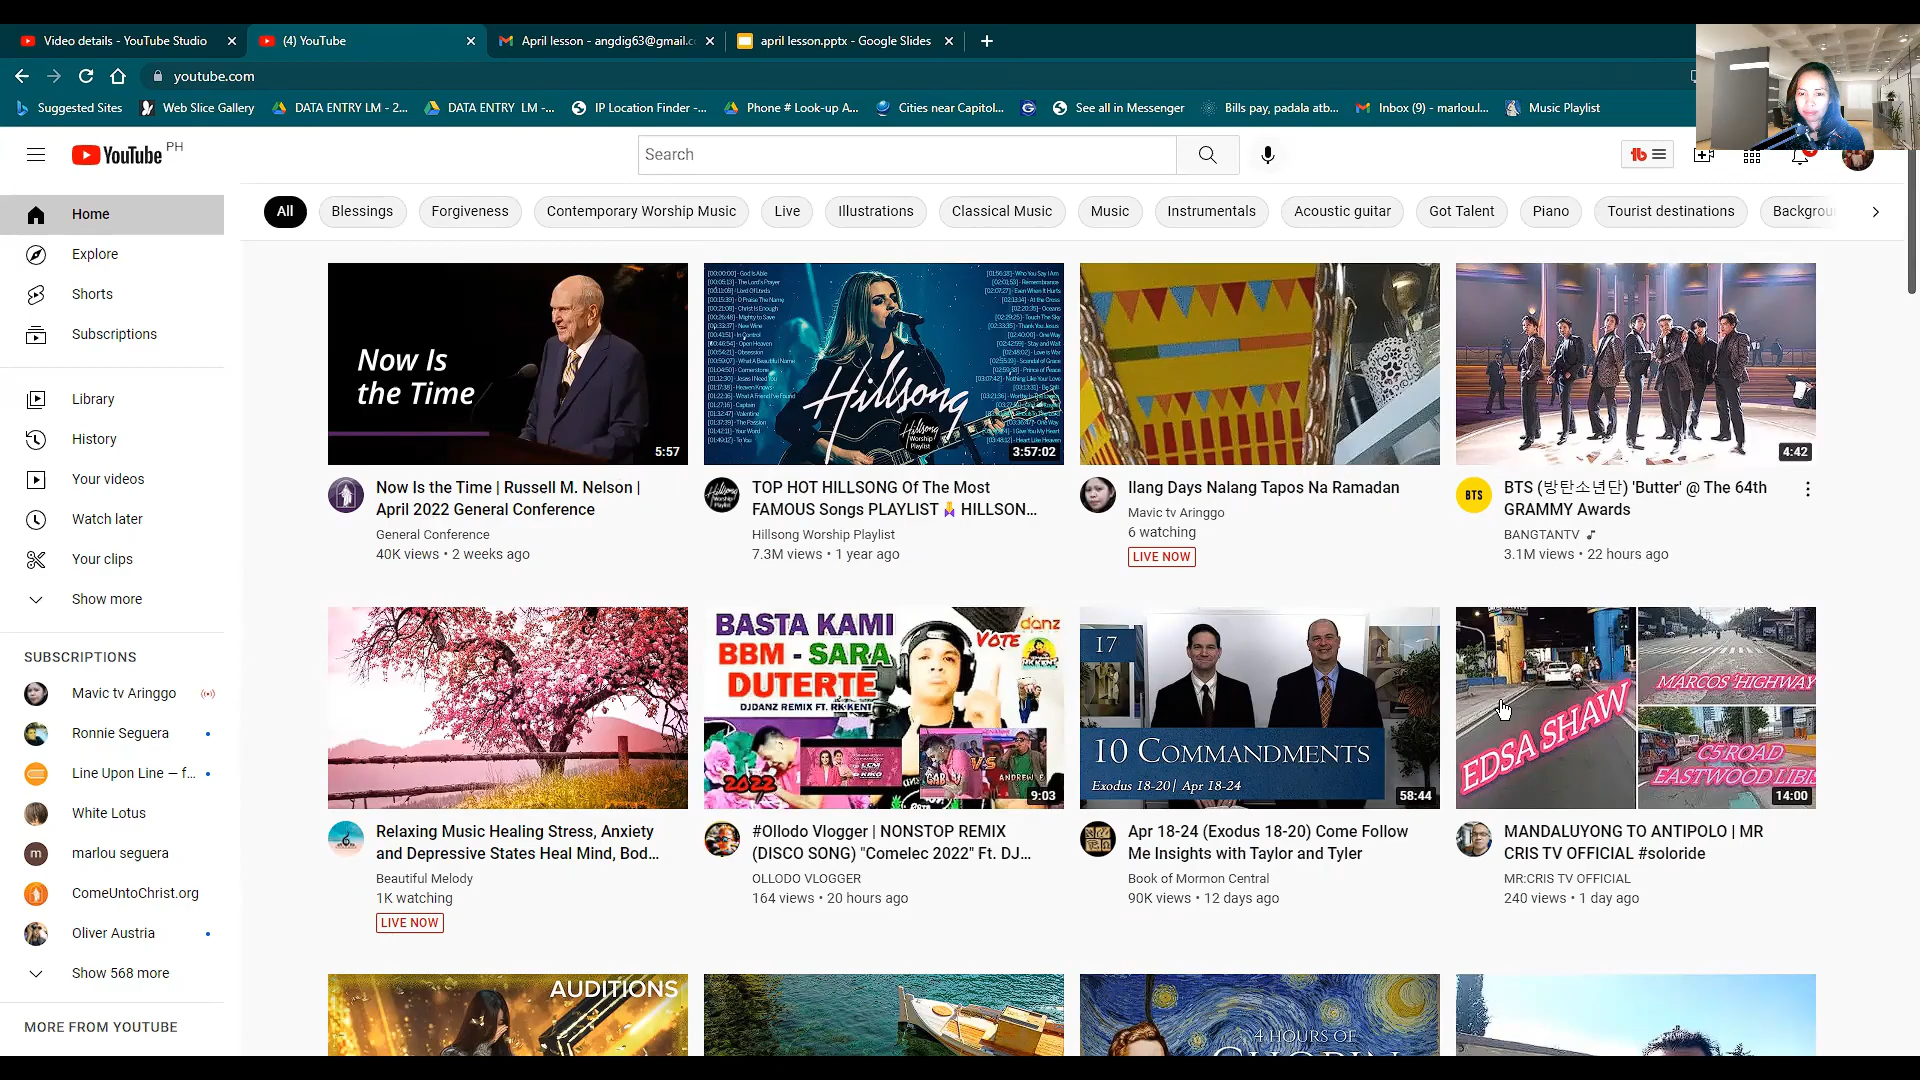 Video details - YouTube Studio
(4) YouTube
April lesson - angdig63@gmail.c
april lesson.pptx - Google Slides
youtube.com
Suggested Sites
Web Slice Gallery
DATA ENTRY LM - 2...
DATA ENTRY LM -...
IP Location Finder -...
Phone # Look-up A...
Cities near Capitol...
See all in Messenger
Bills pay, padala atb...
Inbox (9) - marlou.l...
Music Playlist
YouTube PH
Search
All
Blessings
Forgiveness
Contemporary Worship Music
Live
Illustrations
Classical Music
Music
Instrumentals
Acoustic guitar
Got Talent
Piano
Tourist destinations
Backgrou
Home
Explore
Shorts
Subscriptions
Library
History
Your videos
Watch later
Your clips
Show more
SUBSCRIPTIONS
Mavic tv Aringgo
Ronnie Seguera
Line Upon Line — f...
White Lotus
marlou seguera
ComeUntoChrist.org
Oliver Austria
Show 568 more
MORE FROM YOUTUBE
Now Is
the Time
5:57
Now Is the Time | Russell M. Nelson |
April 2022 General Conference
General Conference
40K views • 2 weeks ago
Hillsong
Hillsong
Worship
Playlist
3:57:02
TOP HOT HILLSONG Of The Most
FAMOUS Songs PLAYLIST 🙏 HILLSON...
Hillsong Worship Playlist
7.3M views • 1 year ago
Ilang Days Nalang Tapos Na Ramadan
Mavic tv Aringgo
6 watching
LIVE NOW
4:42
BTS
BTS (방탄소년단) 'Butter' @ The 64th
GRAMMY Awards
BANGTANTV
3.1M views • 22 hours ago
Relaxing Music Healing Stress, Anxiety
and Depressive States Heal Mind, Bod...
Beautiful Melody
1K watching
LIVE NOW
BASTA KAMI
BBM - SARA
DUTERTE
DJDANZ REMIX FT. RK KENT
VOTE
danz
2022
V-S
ANDREW E
9:03
#Ollodo Vlogger | NONSTOP REMIX
(DISCO SONG) "Comelec 2022" Ft. DJ...
OLLODO VLOGGER
164 views • 20 hours ago
17
10 COMMANDMENTS
Exodus 18-20| Apr 18-24
58:44
Apr 18-24 (Exodus 18-20) Come Follow
Me Insights with Taylor and Tyler
Book of Mormon Central
90K views • 12 days ago
EDSA SHAW
MARCOS HIGHWAY
C5 ROAD
EASTWOOD LIBIS
14:00
MANDALUYONG TO ANTIPOLO | MR
CRIS TV OFFICIAL #soloride
MR:CRIS TV OFFICIAL
240 views • 1 day ago
AUDITIONS
4 HOURS OF
CHOPIN